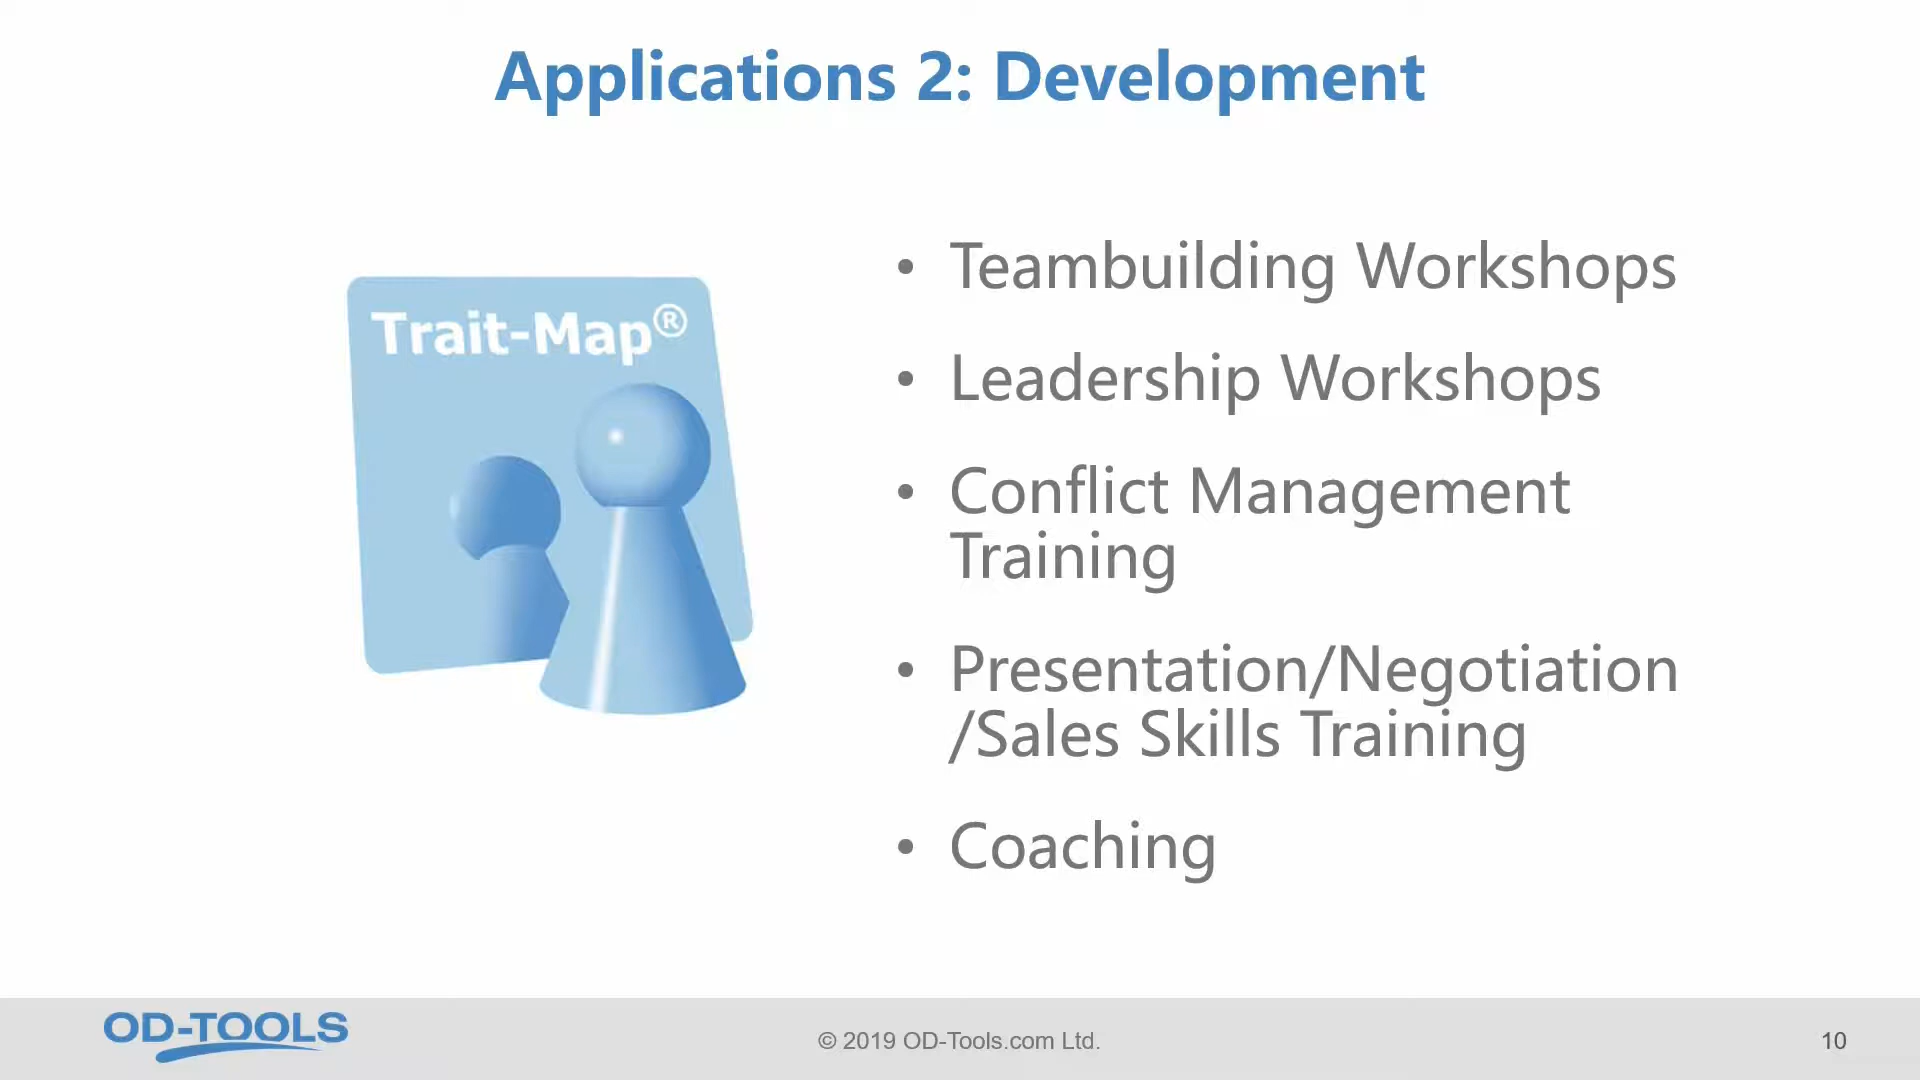 Applications 2: Development
Trait-Map®
• Teambuilding Workshops
• Leadership Workshops
• Conflict Management
Training
• Presentation/Negotiation
/Sales Skills Training
• Coaching
OD-TOOLS
© 2019 OD-Tools.com Ltd.
10